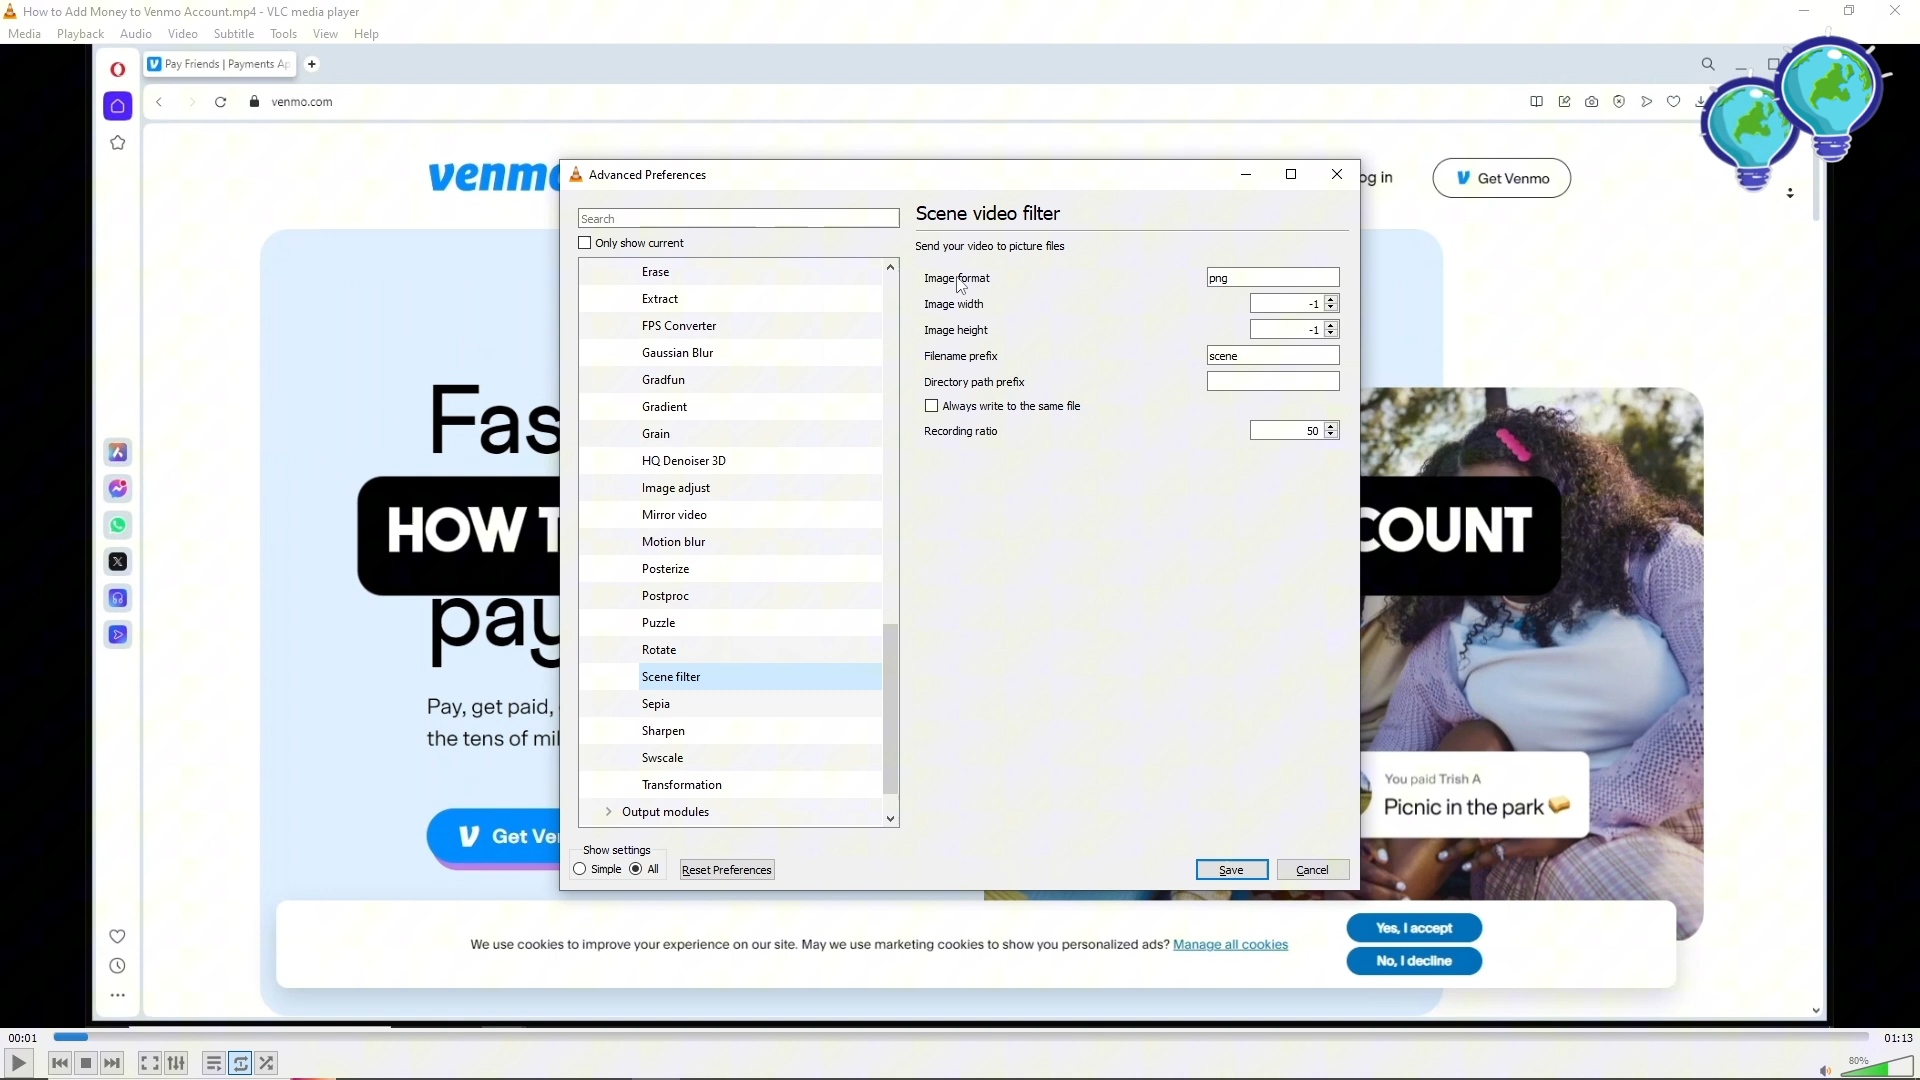 How to Add Money to Venmo Account.mp4 - VLC media player
Media Playback Audio Video Subtitle Tools View Help
Pay Friends | Payments Ap
venmo.com
venmo
og in
Get Venmo
Fas
HOW T
COUNT
pay
Pay, get paid,
the tens of mil
Get Ve
You paid Trish A
Picnic in the park
Advanced Preferences
Search
Only show current
Erase
Extract
FPS Converter
Gaussian Blur
Gradfun
Gradient
Grain
HQ Denoiser 3D
Image adjust
Mirror video
Motion blur
Posterize
Postproc
Puzzle
Rotate
Scene filter
Sepia
Sharpen
Swscale
Transformation
Output modules
Scene video filter
Send your video to picture files
Image format png
Image width -1
Image height -1
Filename prefix scene
Directory path prefix
Always write to the same file
Recording ratio 50
Show settings
Simple All
Reset Preferences
Save
Cancel
We use cookies to improve your experience on our site. May we use marketing cookies to show you personalized ads? Manage all cookies
Yes, I accept
No, I decline
00:01
01:13
80%